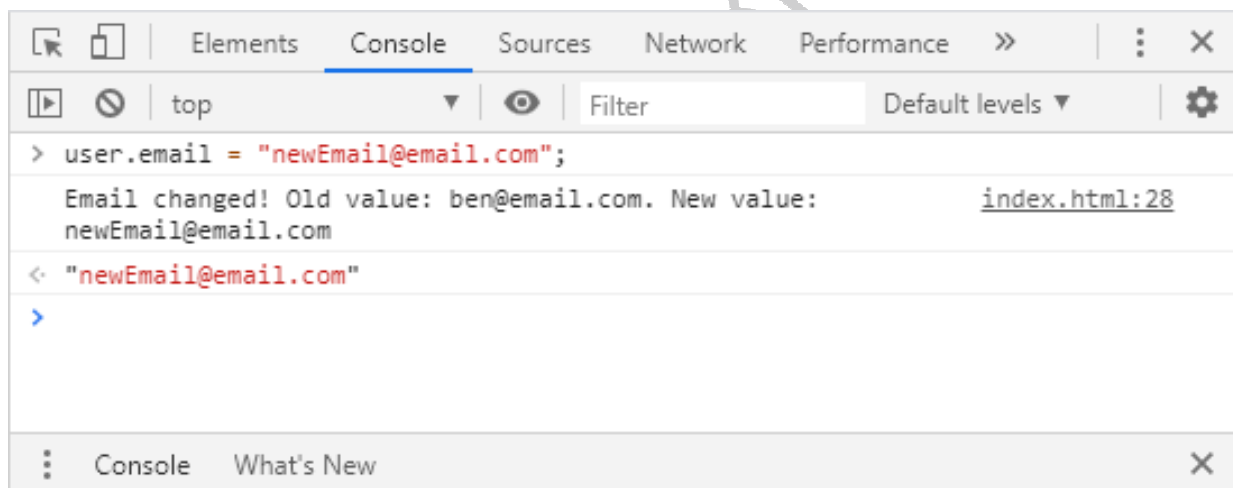 Elements Console Sources Network Performance »
top ▼ Filter Default levels ▼
> user.email = "newEmail@email.com";
Email changed! Old value: ben@email.com. New value: index.html:28
newEmail@email.com
"newEmail@email.com"
>
Console What's New